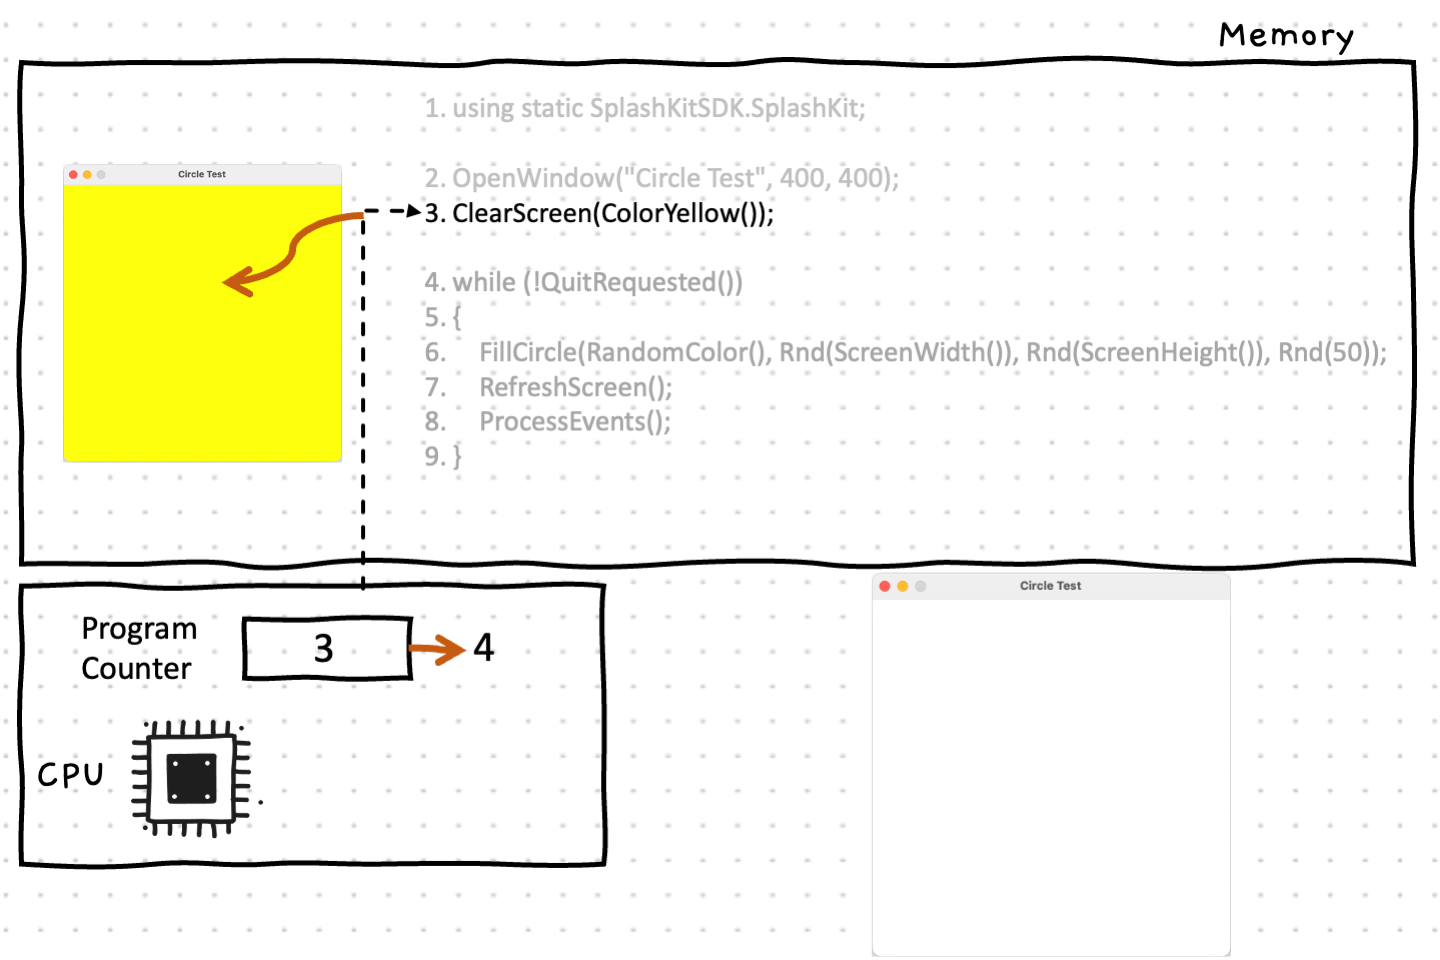 Memory
1. using static SplashKitSDK.SplashKit;
Circle Test
2. OpenWindow("Circle Test", 400, 400);
3. ClearScreen(ColorYellow());
4. while (!QuitRequested())
5. {
6. FillCircle(RandomColor(), Rnd(ScreenWidth()), Rnd(ScreenHeight()), Rnd(50));
7. RefreshScreen();
8. ProcessEvents();
9. }
Circle Test
Program
Counter
3
4
CPU